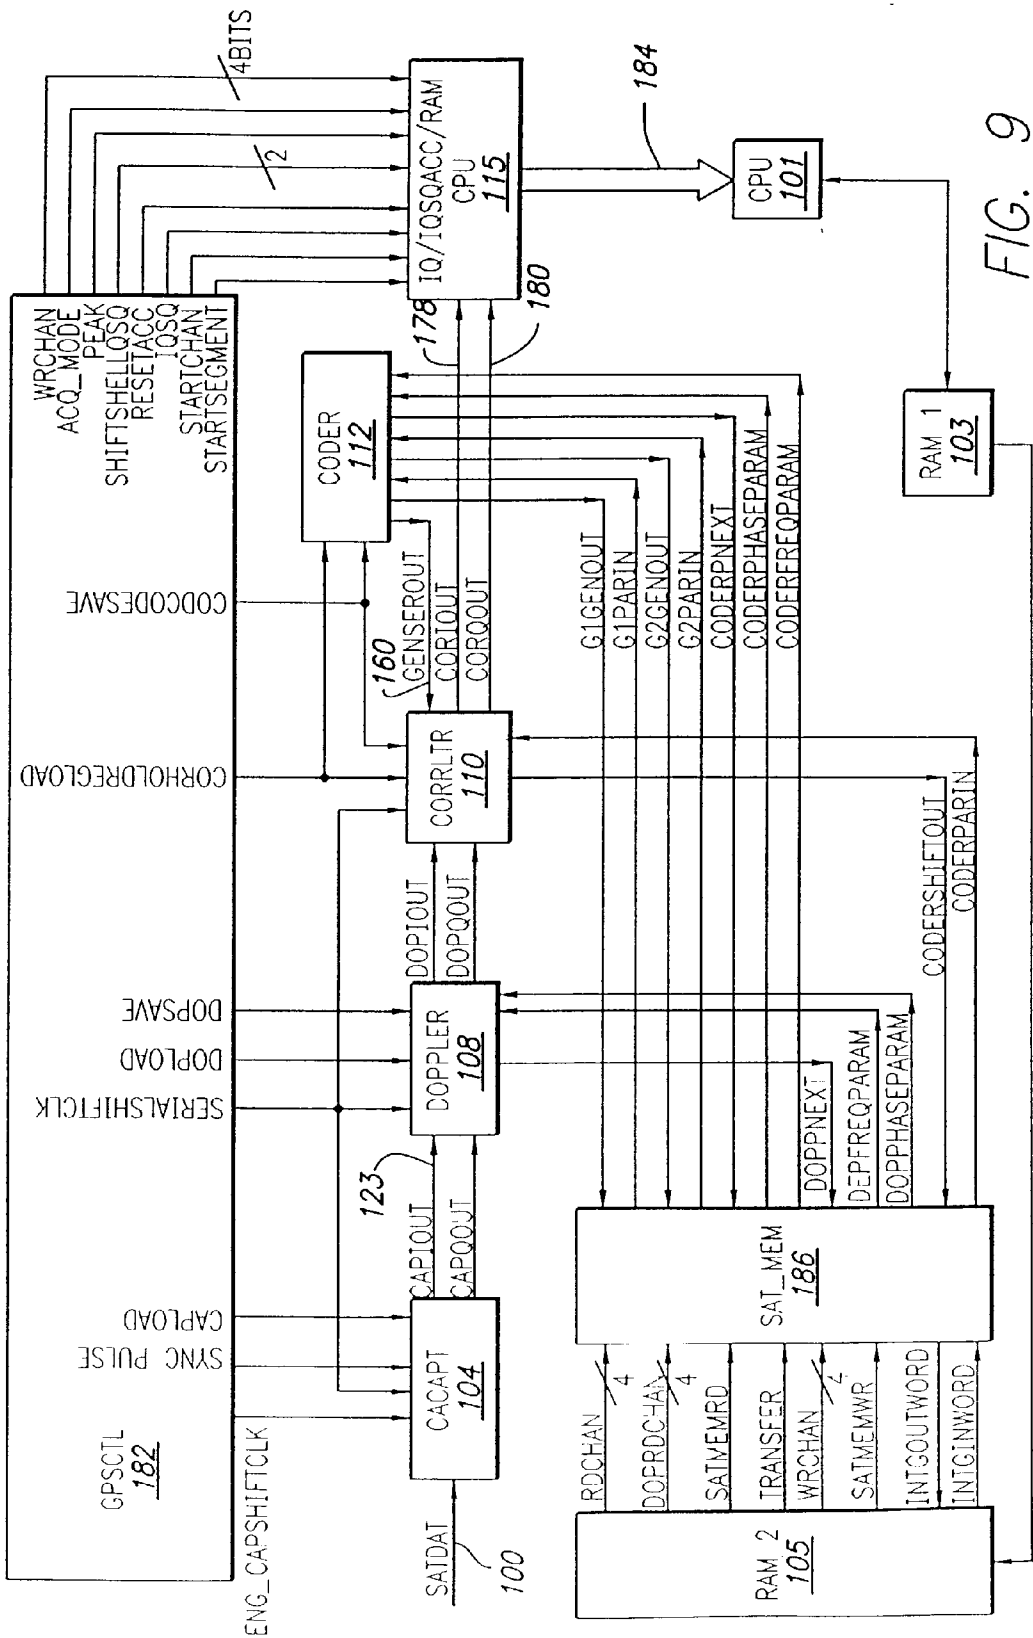 GPSCTL
182
WRCHAN
ACQ_MODE
PEAK
SHIFTSHELLQSQ
RESETACC
IQSQ
STARTCHAN
STARTSEGMENT
4BITS
2
ENG_CAPSHIFTCLK
SYNC PULSE
CAPLOAD
SERIALSHIFTCLK
DOPLOAD
DOPSAVE
CORHOLDREGLOAD
CODCODESAVE
SATDAT
100
CACAPT
104
CAPIOUT
CAPQOUT
123
DOPPLER
108
DOPIOUT
DOPQOUT
CORRLTR
110
160
GENSEROUT
CORIOUT
CORQOUT
CODER
112
178
180
IQ/IQSQACC/RAM
CPU
115
184
CPU
101
RAM 1
103
G1GENOUT
G1PARIN
G2GENOUT
G2PARIN
CODERPNEXT
CODERPHASEPARAM
CODERFREQPARAM
DOPPNEXT
DEPFREQPARAM
DOPPHASEPARAM
CODERSHIFTOUT
CODERPARIN
SAT_MEM
186
RDCHAN
4
DOPRDCHAN
4
SATMEMRD
TRANSFER
WRCHAN
4
SATMEMWR
INTGOUTWORD
INTGINWORD
RAM_2
105
FIG. 9